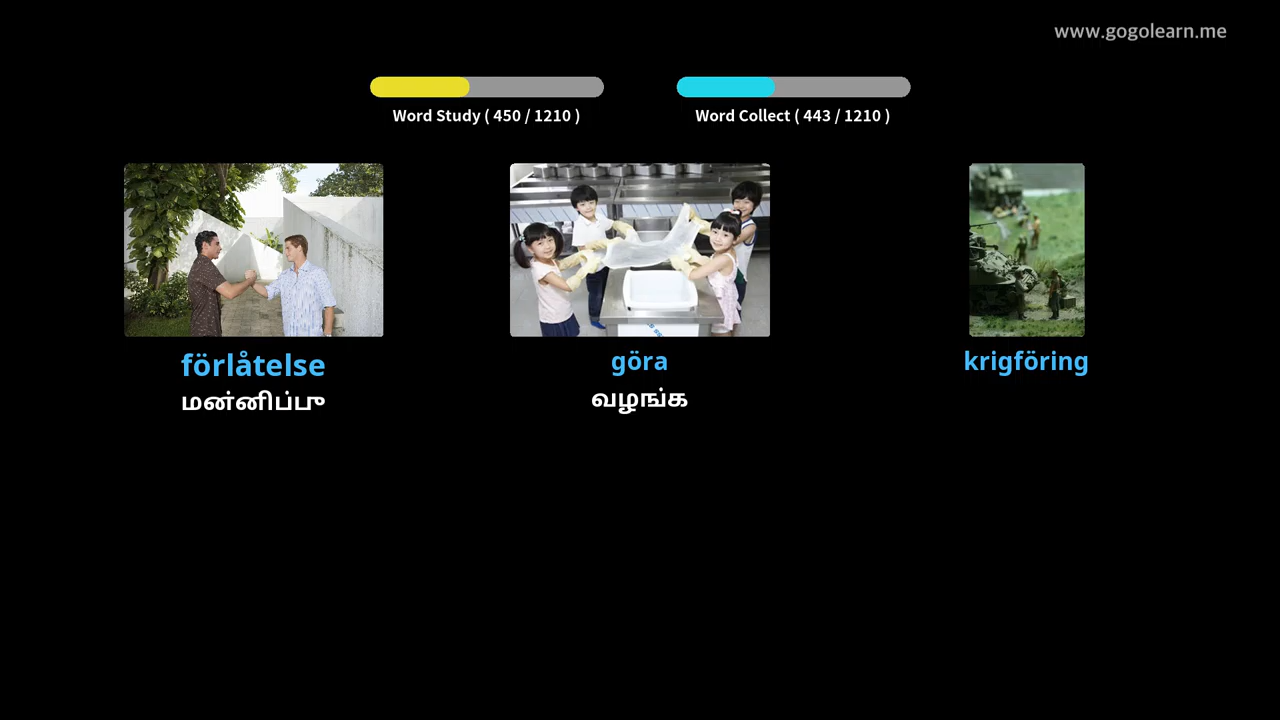 www.gogolearn.me
Word Study ( 450 / 1210 )
Word Collect ( 443 / 1210 )
förlåtelse
மன்னிப்பு
göra
வழங்க
krigföring